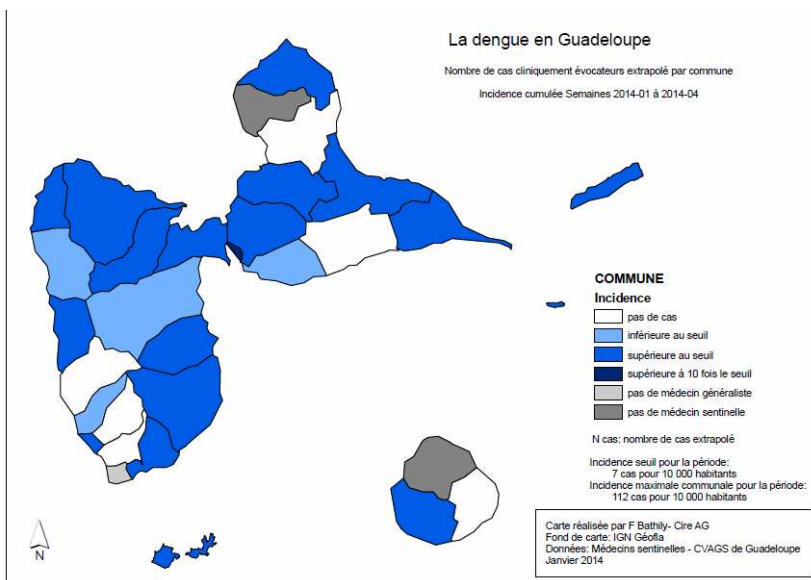 La dengue en Guadeloupe
Nombre de cas cliniquement évocateurs extrapolé par commune
Incidence cumulée Semaines 2014-01 à 2014-04
COMMUNE
Incidence
pas de cas
inférieure au seuil
supérieure au seuil
supérieure à 10 fois le seuil
pas de médecin généraliste
pas de médecin sentinelle
N cas: nombre de cas extrapolé
Incidence seuil pour la période:
7 cas pour 10 000 habitants
Incidence maximale communale pour la période:
112 cas pour 10 000 habitants
Carte réalisée par F Bathily- Cire AG
Fond de carte: IGN Géofla
Données: Médecins sentinelles - CVAGS de Guadeloupe
Janvier 2014
N